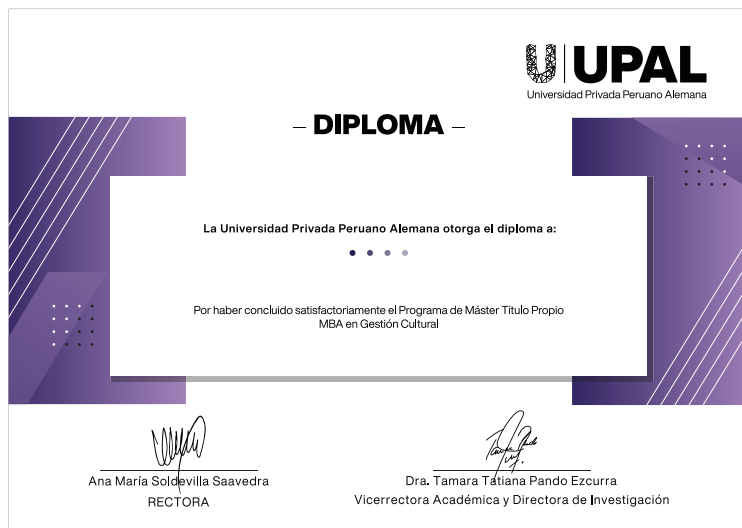 UPAL
Universidad Privada Peruano Alemana
– DIPLOMA –
La Universidad Privada Peruano Alemana otorga el diploma a:
Por haber concluido satisfactoriamente el Programa de Máster Título Propio
MBA en Gestión Cultural
Ana María Soldevilla Saavedra
RECTORA
Dra. Tamara Tatiana Pando Ezcurra
Vicerrectora Académica y Directora de Investigación